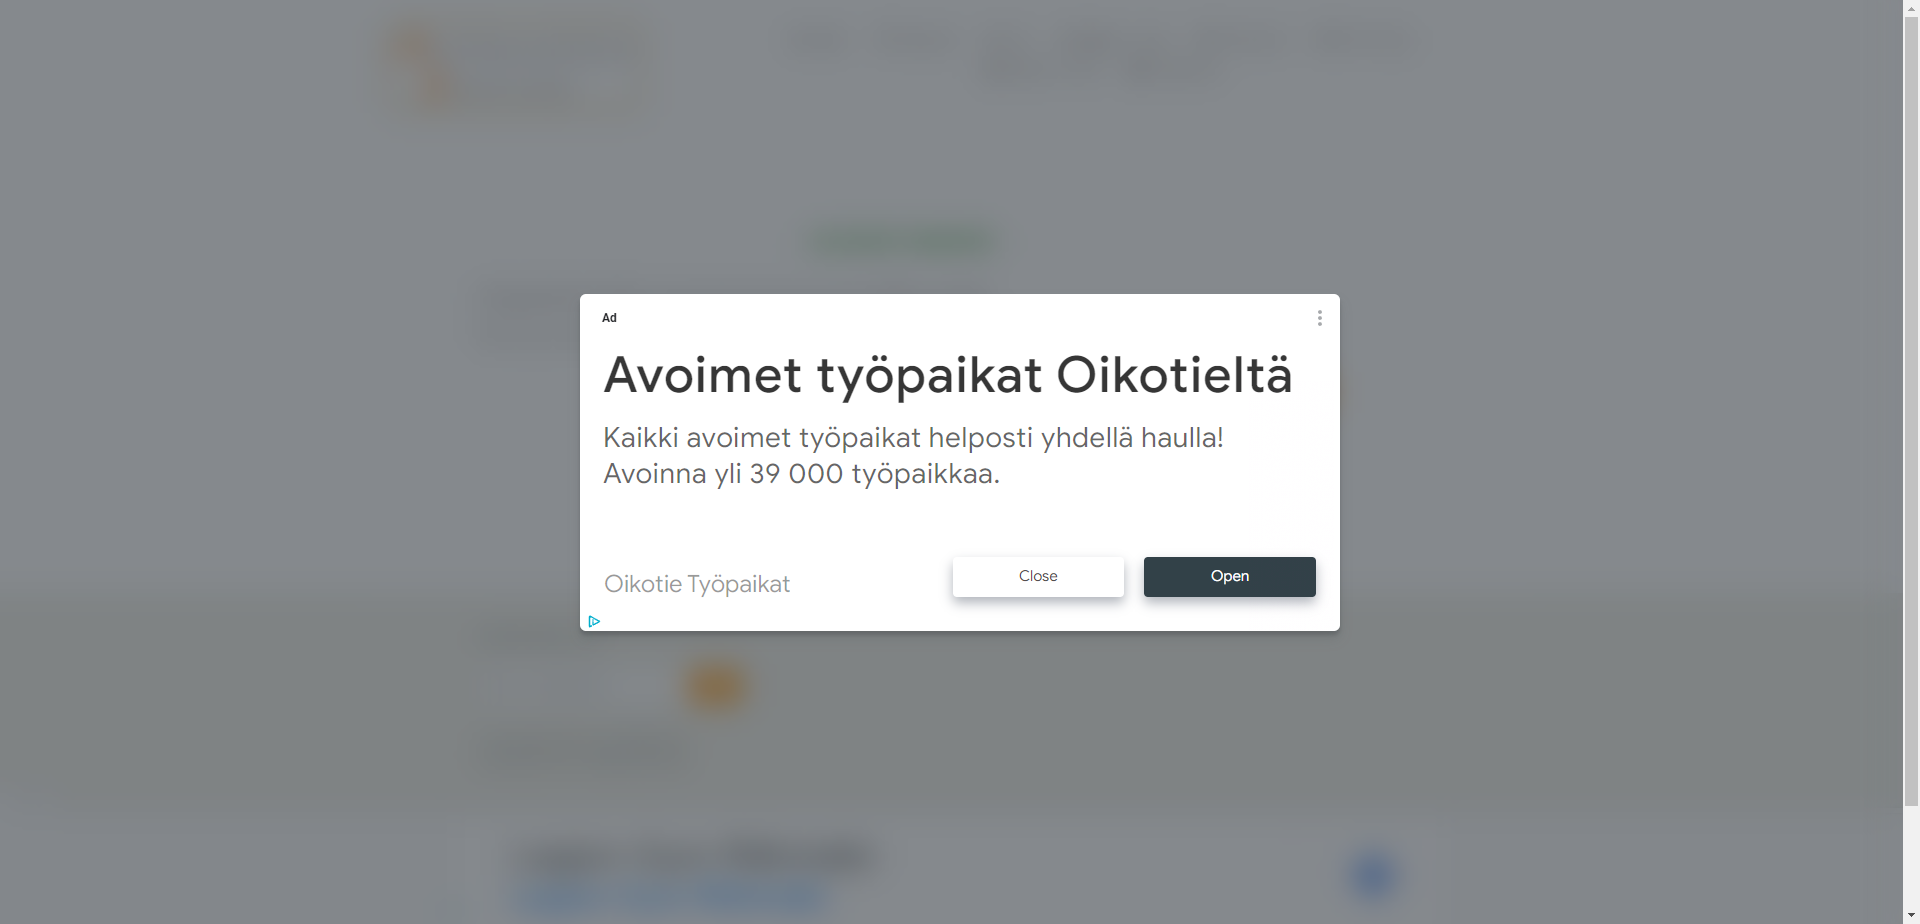 Ad
Avoimet työpaikat Oikotieltä
Kaikki avoimet työpaikat helposti yhdellä haulla!
Avoinna yli 39 000 työpaikkaa.
Oikotie Työpaikat
Close
Open